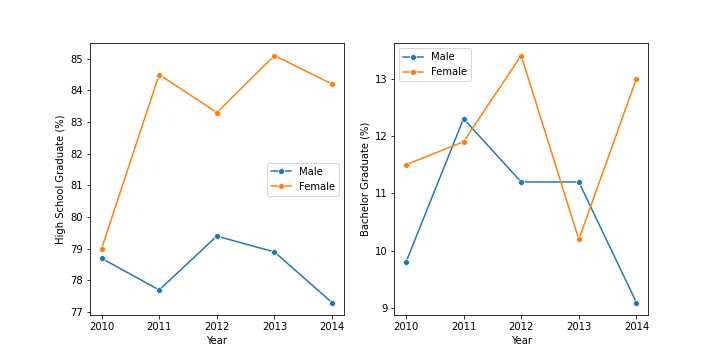 High School Graduate (%)
85
84
83
82
81
80
79
78
77
Male
Female
2010 2011 2012 2013 2014
Year
Bachelor Graduate (%)
Male
Female
13
12
11
10
9
2010 2011 2012 2013 2014
Year